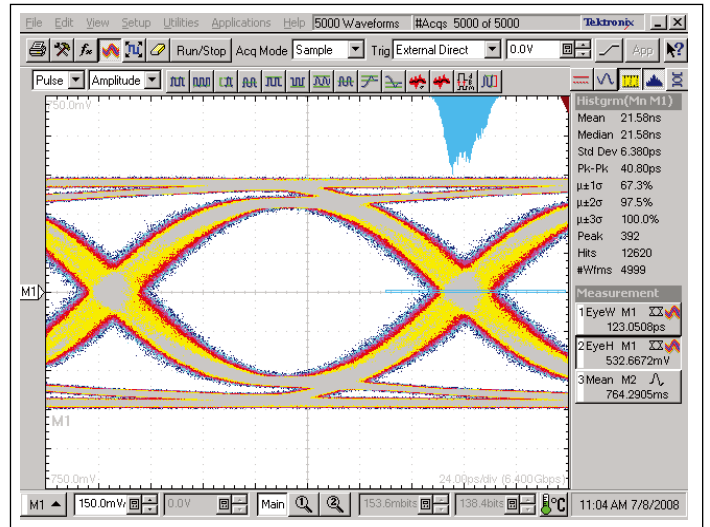 File Edit View Setup Utilities Applications Help 5000 Waveforms #Acqs 5000 of 5000 Tektronix
Run/Stop Acq Mode Sample Trig External Direct 0.0V App
Pulse Amplitude
750.0mV
Histgrm(Mn M1)
Mean 21.58ns
Median 21.58ns
Std Dev 6.380ps
Pk-Pk 40.80ps
µ±1σ 67.3%
µ±2σ 97.5%
µ±3σ 100.0%
Peak 392
Hits 12620
#Wfms 4999
M1
Measurement
1 EyeW M1
123.0508ps
2 EyeH M1
532.6672mV
3 Mean M2
764.2905ms
M1
-750.0mV
24.00ps/div (6.400Gbps)
M1 150.0mV 0.0V Main 1 2 153.6mbits 138.4bits °C 11:04 AM 7/8/2008